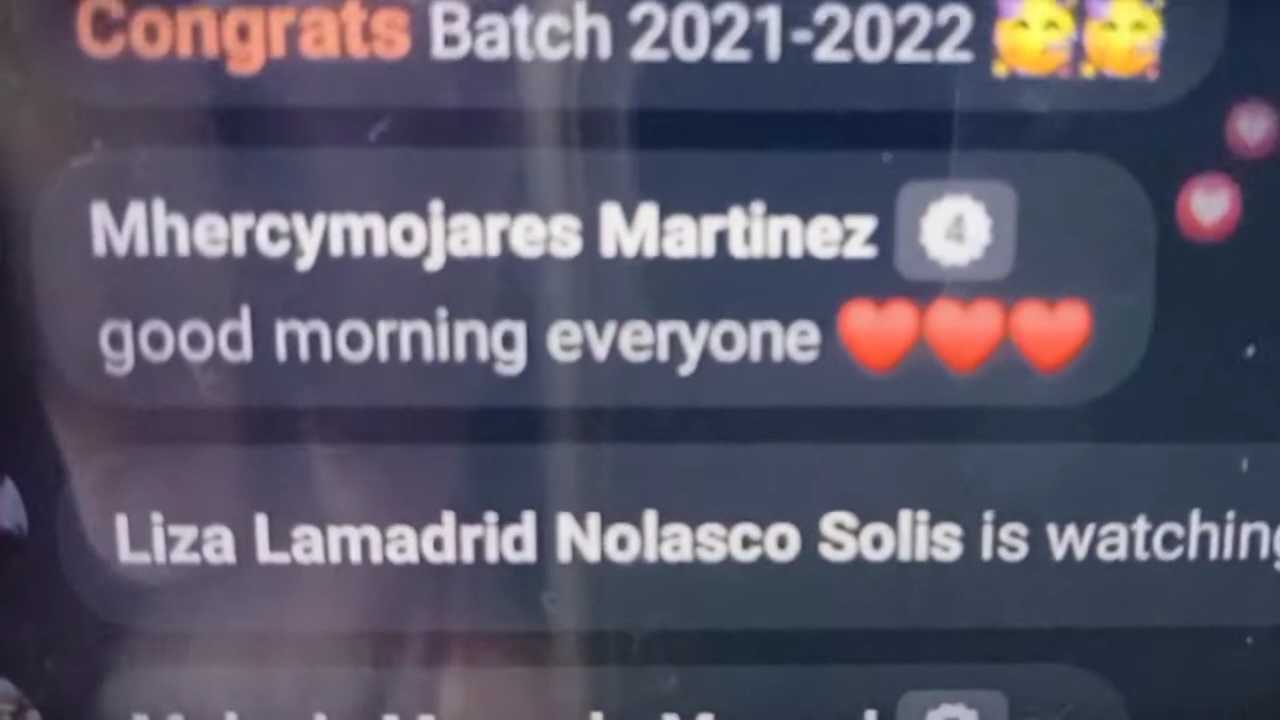 Congrats Batch 2021-2022 🥳🥳
Mhercymojares Martinez 4
good morning everyone ❤️❤️❤️
Liza Lamadrid Nolasco Solis is watching